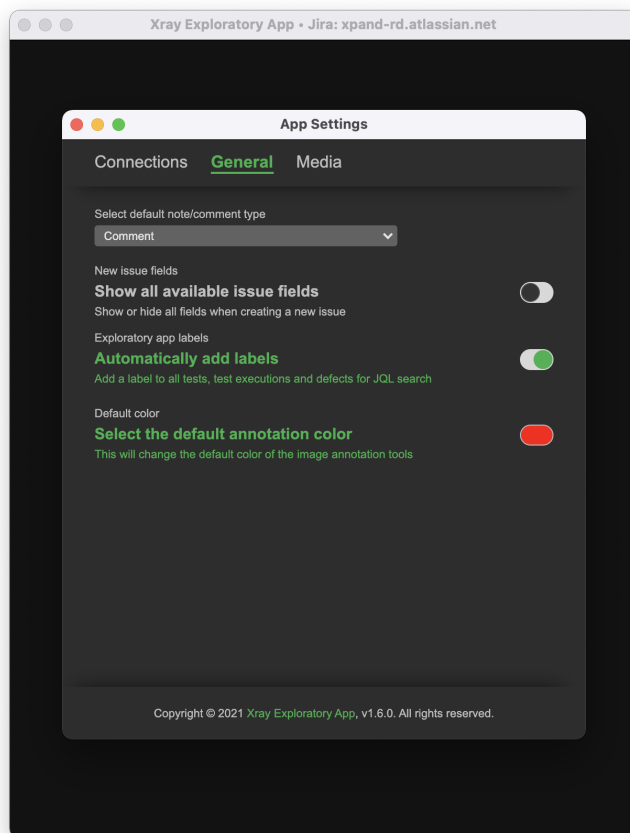 Xray Exploratory App • Jira: xpand-rd.atlassian.net
App Settings
Connections General Media
Select default note/comment type
Comment
New issue fields
Show all available issue fields
Show or hide all fields when creating a new issue
Exploratory app labels
Automatically add labels
Add a label to all tests, test executions and defects for JQL search
Default color
Select the default annotation color
This will change the default color of the image annotation tools
Copyright © 2021 Xray Exploratory App, v1.6.0. All rights reserved.